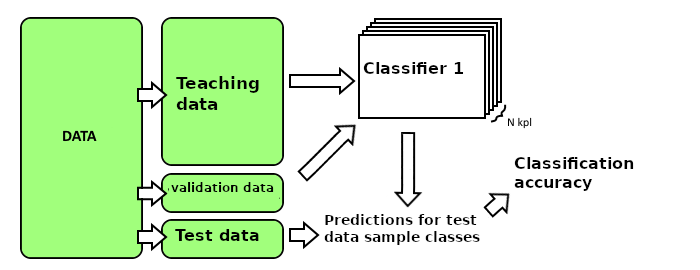 DATA
Teaching
data
validation data
Test data
Classifier 1
N kpl
Predictions for test
data sample classes
Classification
accuracy